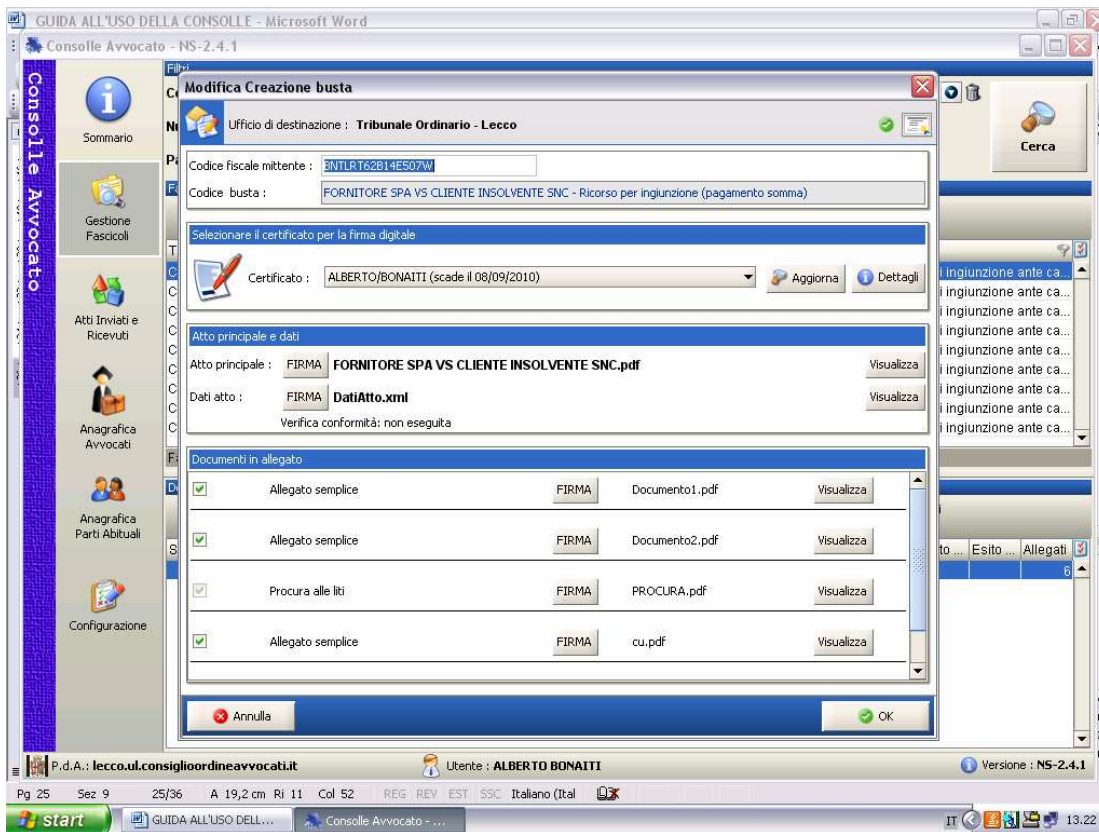 GUIDA ALL'USO DELLA CONSOLLE - Microsoft Word
Consolle Avvocato - NS-2.4.1
Consolle Avvocato
Sommario
Gestione
Fascicoli
Atti Inviati e
Ricevuti
Anagrafica
Avvocati
Anagrafica
Parti Abituali
Configurazione
Filtri
Cerca
Modifica Creazione busta
Ufficio di destinazione : Tribunale Ordinario - Lecco
Codice fiscale mittente : BNTLRT62B14E507W
Codice busta : FORNITORE SPA VS CLIENTE INSOLVENTE SNC - Ricorso per ingiunzione (pagamento somma)
Selezionare il certificato per la firma digitale
Certificato : ALBERTO/BONAITI (scade il 08/09/2010) Aggiorna Dettagli
Atto principale e dati
Atto principale : FIRMA FORNITORE SPA VS CLIENTE INSOLVENTE SNC.pdf Visualizza
Dati atto : FIRMA DatiAtto.xml Visualizza
Verifica conformità: non eseguita
Documenti in allegato
Allegato semplice FIRMA Documento1.pdf Visualizza
Allegato semplice FIRMA Documento2.pdf Visualizza
Procura alle liti FIRMA PROCURA.pdf Visualizza
Allegato semplice FIRMA cu.pdf Visualizza
Annulla OK
i ingiunzione ante ca...
i ingiunzione ante ca...
i ingiunzione ante ca...
i ingiunzione ante ca...
i ingiunzione ante ca...
i ingiunzione ante ca...
i ingiunzione ante ca...
i ingiunzione ante ca...
i ingiunzione ante ca...
to ... Esito ... Allegati
6
P.d.A.: lecco.ul.consiglioordineavvocati.it Utente : ALBERTO BONAITI Versione : NS-2.4.1
Pg 25 Sez 9 25/36 A 19,2 cm Ri 11 Col 52 REG REV EST SSC Italiano (Ital
start GUIDA ALL'USO DELL... Consolle Avvocato - ... IT 13.22